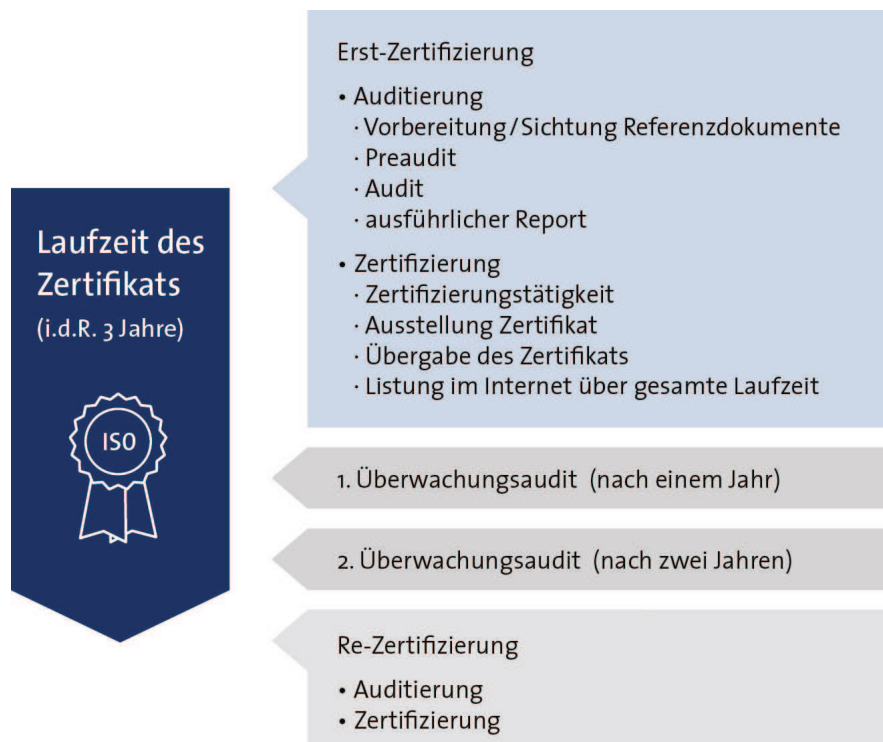 Laufzeit des
Zertifikats
(i.d.R. 3 Jahre)
ISO
Erst-Zertifizierung
• Auditierung
· Vorbereitung/Sichtung Referenzdokumente
· Preaudit
· Audit
· ausführlicher Report
• Zertifizierung
· Zertifizierungstätigkeit
· Ausstellung Zertifikat
· Übergabe des Zertifikats
· Listung im Internet über gesamte Laufzeit
1. Überwachungsaudit (nach einem Jahr)
2. Überwachungsaudit (nach zwei Jahren)
Re-Zertifizierung
• Auditierung
• Zertifizierung